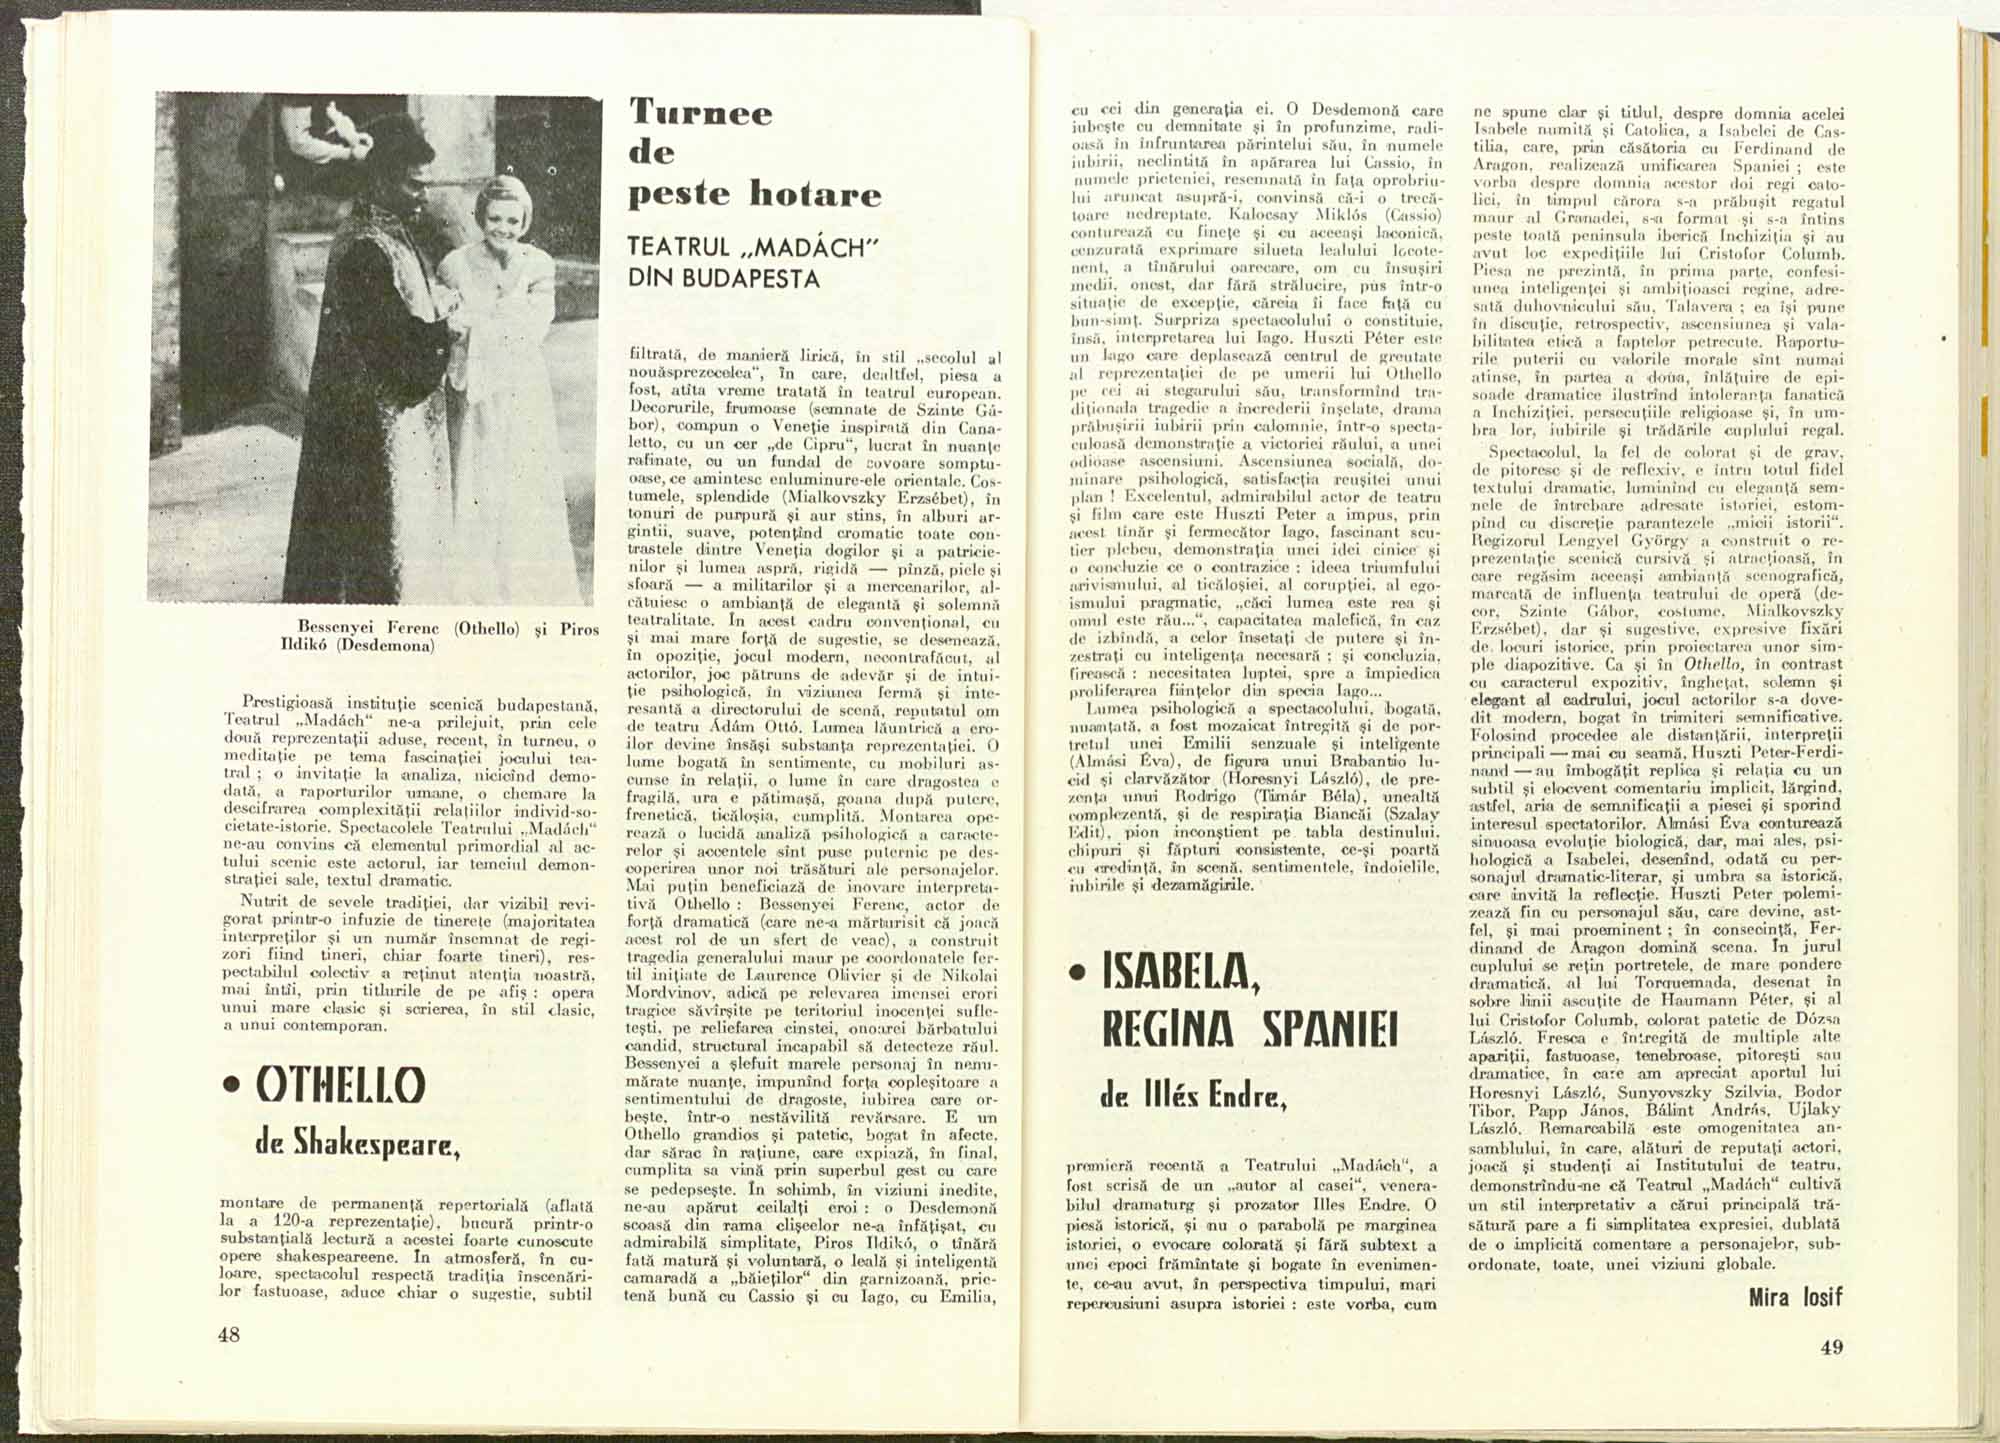 Turnee
de
peste hotare
TEATRUL „MADÁCH”
DIN BUDAPESTA
Bessenyei Ferenc (Othello) și Piros
Ildikó (Desdemona)
Prestigioasă instituție scenică budapestană,
Teatrul „Madách“ ne-a prilejuit, prin cele
două reprezentații aduse, recent, în turneu, o
meditație pe tema fascinației jocului tea-
tral ; o invitație la analiza, nicicînd demo-
dată, a raporturilor umane, o chemare la
descifrarea complexității relațiilor individ-so-
cietate-istorie. Spectacolele Teatrului „Madách“
ne-au convins că elementul primordial al ac-
tului scenic este actorul, iar temeiul demon-
strației sale, textul dramatic.
Nutrit de sevele tradiției, dar vizibil revi-
gorat printr-o infuzie de tinerețe (majoritatea
interpreților și un număr însemnat de regi-
zori fiind tineri, chiar foarte tineri), res-
pectabilul colectiv a reținut atenția noastră,
mai întîi, prin titlurile de pe afiș : opera
unui mare clasic și scrierea, în stil clasic,
a unui contemporan.
• OTHELLO
de Shakespeare,
montare de permanență repertorială (aflată
la a 120-a reprezentație), bucură printr-o
substanțială lectură a acestei foarte cunoscute
opere shakespeareene. In atmosferă, în cu-
loare, spectacolul respectă tradiția înscenări-
lor fastuoase, aduce chiar o sugestie, subtil
filtrată, de manieră lirică, în stil „secolul al
nouăsprezecelea“, în care, dealtfel, piesa a
fost, atîta vreme tratată în teatrul european.
Decorurile, frumoase (semnate de Szinte Gá-
bor), compun o Veneție inspirată din Cana-
letto, cu un cer „de Cipru“, lucrat în nuanțe
rafinate, cu un fundal de covoare somptu-
oase, ce amintesc enluminure-ele orientale. Cos-
tumele, splendide (Mialkovszky Erzsébet), în
tonuri de purpură și aur stins, în alburi ar-
gintii, suave, potențînd cromatic toate con-
trastele dintre Veneția dogilor și a patricie-
nilor și lumea aspră, rigidă — pînză, piele și
sfoară — a militarilor și a mercenarilor, al-
cătuiesc o ambianță de elegantă și solemnă
teatralitate. In acest cadru convențional, cu
și mai mare forță de sugestie, se desenează,
în opoziție, jocul modern, necontrafăcut, al
actorilor, joc pătruns de adevăr și de intui-
ție psihologică, în viziunea fermă și inte-
resantă a directorului de scenă, reputatul om
de teatru Ádám Ottó. Lumea lăuntrică a ero-
ilor devine însăși substanța reprezentației. O
lume bogată în sentimente, cu mobiluri as-
cunse în relații, o lume în care dragostea e
fragilă, ura e pătimașă, goana după putere,
frenetică, ticăloșia, cumplită. Montarea ope-
rează o lucidă analiză psihologică a caracte-
relor și accentele sînt puse puternic pe des-
coperirea unor noi trăsături ale personajelor.
Mai puțin beneficiază de inovare interpreta-
tivă Othello : Bessenyei Ferenc, actor de
forță dramatică (care ne-a mărturisit că joacă
acest rol de un sfert de veac), a construit
tragedia generalului maur pe coordonatele fer-
til inițiate de Laurence Olivier și de Nikolai
Mordvinov, adică pe relevarea imensei erori
tragice săvîrșite pe teritoriul inocenței sufle-
tești, pe reliefarea cinstei, onoarei bărbatului
candid, structural incapabil să detecteze răul.
Bessenyei a șlefuit marele personaj în nenu-
mărate nuanțe, impunînd forța copleșitoare a
sentimentului de dragoste, iubirea care or-
bește, într-o nestăvilită revărsare. E un
Othello grandios și patetic, bogat în afecte,
dar sărac în rațiune, care expiază, în final,
cumplita sa vină prin superbul gest cu care
se pedepsește. In schimb, în viziuni inedite,
ne-au apărut ceilalți eroi : o Desdemonă
scoasă din rama clișeelor ne-a înfățișat, cu
admirabilă simplitate, Piros Ildikó, o tînără
fată matură și voluntară, o leală și inteligentă
camaradă a „băieților“ din garnizoană, prie-
tenă bună cu Cassio și cu Iago, cu Emilia,
48
cu cei din generația ei. O Desdemonă care
iubește cu demnitate și în profunzime, radi-
oasă în înfruntarea părintelui său, în numele
iubirii, neclintită în apărarea lui Cassio, în
numele prieteniei, resemnată în fața oprobriu-
lui aruncat asupră-i, convinsă că-i o trecă-
toare nedreptate. Kalocsay Miklós (Cassio)
conturează cu finețe și cu aceeași laconică,
cenzurată exprimare silueta lealului locote-
nent, a tînărului oarecare, om cu însușiri
medii, onest, dar fără strălucire, pus într-o
situație de excepție, căreia îi face față cu
bun-simț. Surpriza spectacolului o constituie,
însă, interpretarea lui Iago. Huszti Péter este
un Iago care deplasează centrul de greutate
al reprezentației de pe umerii lui Othello
pe cei ai stegarului său, transformînd tra-
diționala tragedie a încrederii înșelate, drama
prăbușirii iubirii prin calomnie, într-o specta-
culoasă demonstrație a victoriei răului, a unei
odioase ascensiuni. Ascensiunea socială, do-
minare psihologică, satisfacția reușitei unui
plan ! Excelentul, admirabilul actor de teatru
și film care este Huszti Peter a impus, prin
acest tînăr și fermecător Iago, fascinant scu-
tier plebeu, demonstrația unei idei cinice și
o concluzie ce o contrazice : ideea triumfului
arivismului, al ticăloșiei, al corupției, al ego-
ismului pragmatic, „căci lumea este rea și
omul este rău...“, capacitatea malefică, în caz
de izbîndă, a celor însetați de putere și în-
zestrați cu inteligența necesară ; și concluzia,
firească : necesitatea luptei, spre a împiedica
proliferarea ființelor din specia Iago...
Lumea psihologică a spectacolului, bogată,
nuanțată, a fost mozaicat întregită și de por-
tretul unei Emilii senzuale și inteligente
(Almási Éva), de figura unui Brabantio lu-
cid și clarvăzător (Horesnyi László), de pre-
zența unui Rodrigo (Tímár Béla), unealtă
complezentă, și de respirația Biancăi (Szalay
Edit), pion inconștient pe tabla destinului,
chipuri și făpturi consistente, ce-și poartă
cu credință, în scenă, sentimentele, îndoielile,
iubirile și dezamăgirile.
• ISABELA,
REGINA SPANIEI
de Illés Endre,
premieră recentă a Teatrului „Madách“, a
fost scrisă de un „autor al casei“, venera-
bilul dramaturg și prozator Illes Endre. O
piesă istorică, și nu o parabolă pe marginea
istoriei, o evocare colorată și fără subtext a
unei epoci frămîntate și bogate în evenimen-
te, ce-au avut, în perspectiva timpului, mari
repercusiuni asupra istoriei : este vorba, cum
ne spune clar și titlul, despre domnia acelei
Isabele numită și Catolica, a Isabelei de Cas-
tilia, care, prin căsătoria cu Ferdinand de
Aragon, realizează unificarea Spaniei ; este
vorba despre domnia acestor doi regi cato-
lici, în timpul cărora s-a prăbușit regatul
maur al Granadei, s-a format și s-a întins
peste toată peninsula iberică Inchiziția și au
avut loc expedițiile lui Cristofor Columb.
Piesa ne prezintă, în prima parte, confesi-
unea inteligenței și ambițioasei regine, adre-
sată duhovnicului său, Talavera ; ea își pune
în discuție, retrospectiv, ascensiunea și vala-
bilitatea etică a faptelor petrecute. Raportu-
rile puterii cu valorile morale sînt numai
atinse, în partea a doua, înlățuire de epi-
soade dramatice ilustrînd intoleranța fanatică
a Inchiziției, persecuțiile religioase și, în um-
bra lor, iubirile și trădările cuplului regal.
Spectacolul, la fel de colorat și de grav,
de pitoresc și de reflexiv, e întru totul fidel
textului dramatic, luminînd cu eleganță sem-
nele de întrebare adresate istoriei, estom-
pînd cu discreție parantezele „micii istorii“.
Regizorul Lengyel György a construit o re-
prezentație scenică cursivă și atracțioasă, în
care regăsim aceeași ambianță scenografică,
marcată de influența teatrului de operă (de-
cor, Szinte Gábor, costume, Mialkovszky
Erzsébet), dar și sugestive, expresive fixări
de locuri istorice, prin proiectarea unor sim-
ple diapozitive. Ca și în Othello, în contrast
cu caracterul expozitiv, înghețat, solemn și
elegant al cadrului, jocul actorilor s-a dove-
dit modern, bogat în trimiteri semnificative.
Folosind procedee ale distanțării, interpreții
principali — mai cu seamă, Huszti Peter-Ferdi-
nand — au îmbogățit replica și relația cu un
subtil și elocvent comentariu implicit, lărgind,
astfel, aria de semnificații a piesei și sporind
interesul spectatorilor. Almási Éva conturează
sinuoasa evoluție biologică, dar, mai ales, psi-
hologică a Isabelei, desenînd, odată cu per-
sonajul dramatic-literar, și umbra sa istorică,
care invită la reflecție. Huszti Peter polemi-
zează fin cu personajul său, care devine, ast-
fel, și mai proeminent ; în consecință, Fer-
dinand de Aragon domină scena. In jurul
cuplului se rețin portretele, de mare pondere
dramatică, al lui Torquemada, desenat în
sobre linii ascuțite de Haumann Péter, și al
lui Cristofor Columb, colorat patetic de Dózsa
László. Fresca e întregită de multiple alte
apariții, fastuoase, tenebroase, pitorești sau
dramatice, în care am apreciat aportul lui
Horesnyi László, Sunyovszky Szilvia, Bodor
Tibor, Papp János, Bálint András, Ujlaky
László. Remarcabilă este omogenitatea an-
samblului, în care, alături de reputați actori,
joacă și studenți ai Institutului de teatru,
demonstrîndu-ne că Teatrul „Madách“ cultivă
un stil interpretativ a cărui principală tră-
sătură pare a fi simplitatea expresiei, dublată
de o implicită comentare a personajelor, sub-
ordonate, toate, unei viziuni globale.
Mira Iosif
49